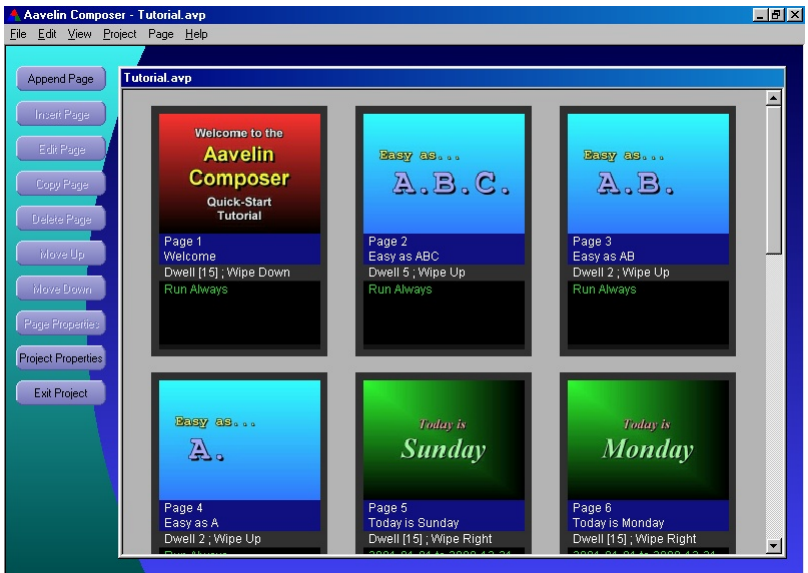 Aavelin Composer - Tutorial.avp
File Edit View Project Page Help
Append Page
Insert Page
Edit Page
Copy Page
Delete Page
Move Up
Move Down
Page Properties
Project Properties
Exit Project
Tutorial.avp
Welcome to the
Aavelin
Composer
Quick-Start
Tutorial
Page 1
Welcome
Dwell [15] ; Wipe Down
Run Always
Easy as...
A.B.C.
Page 2
Easy as ABC
Dwell 5 ; Wipe Up
Run Always
Easy as...
A.B.
Page 3
Easy as AB
Dwell 2 ; Wipe Up
Run Always
Easy as...
A.
Page 4
Easy as A
Dwell 2 ; Wipe Up
Run Always
Today is
Sunday
Page 5
Today is Sunday
Dwell [15] ; Wipe Right
Today is
Monday
Page 6
Today is Monday
Dwell [15] ; Wipe Right